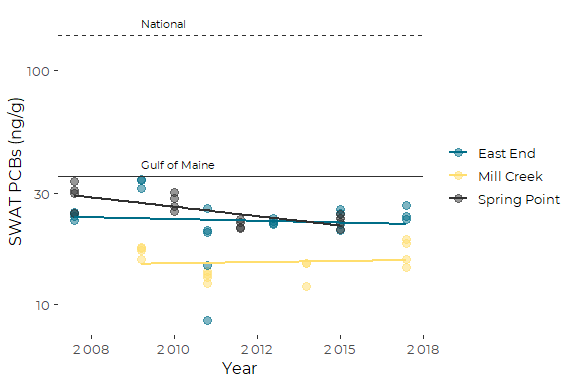 National
100
Gulf of Maine
30
10
SWAT PCBs (ng/g)
2008
2010
2012
2015
2018
Year
East End
Mill Creek
Spring Point